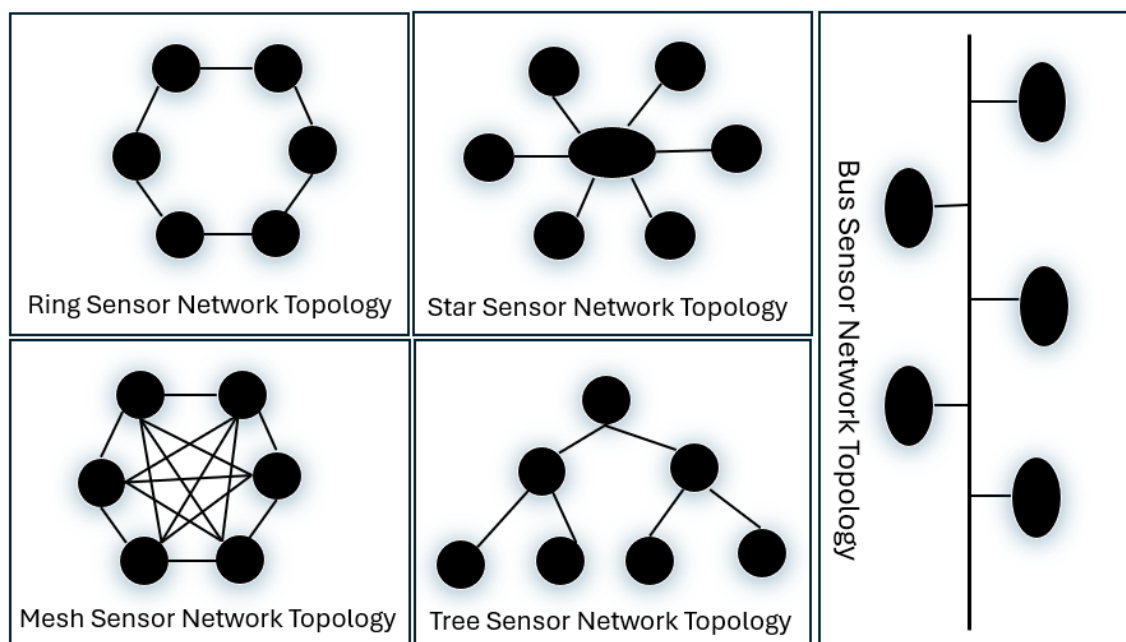 Ring Sensor Network Topology
Star Sensor Network Topology
Bus Sensor Network Topology
Mesh Sensor Network Topology
Tree Sensor Network Topology